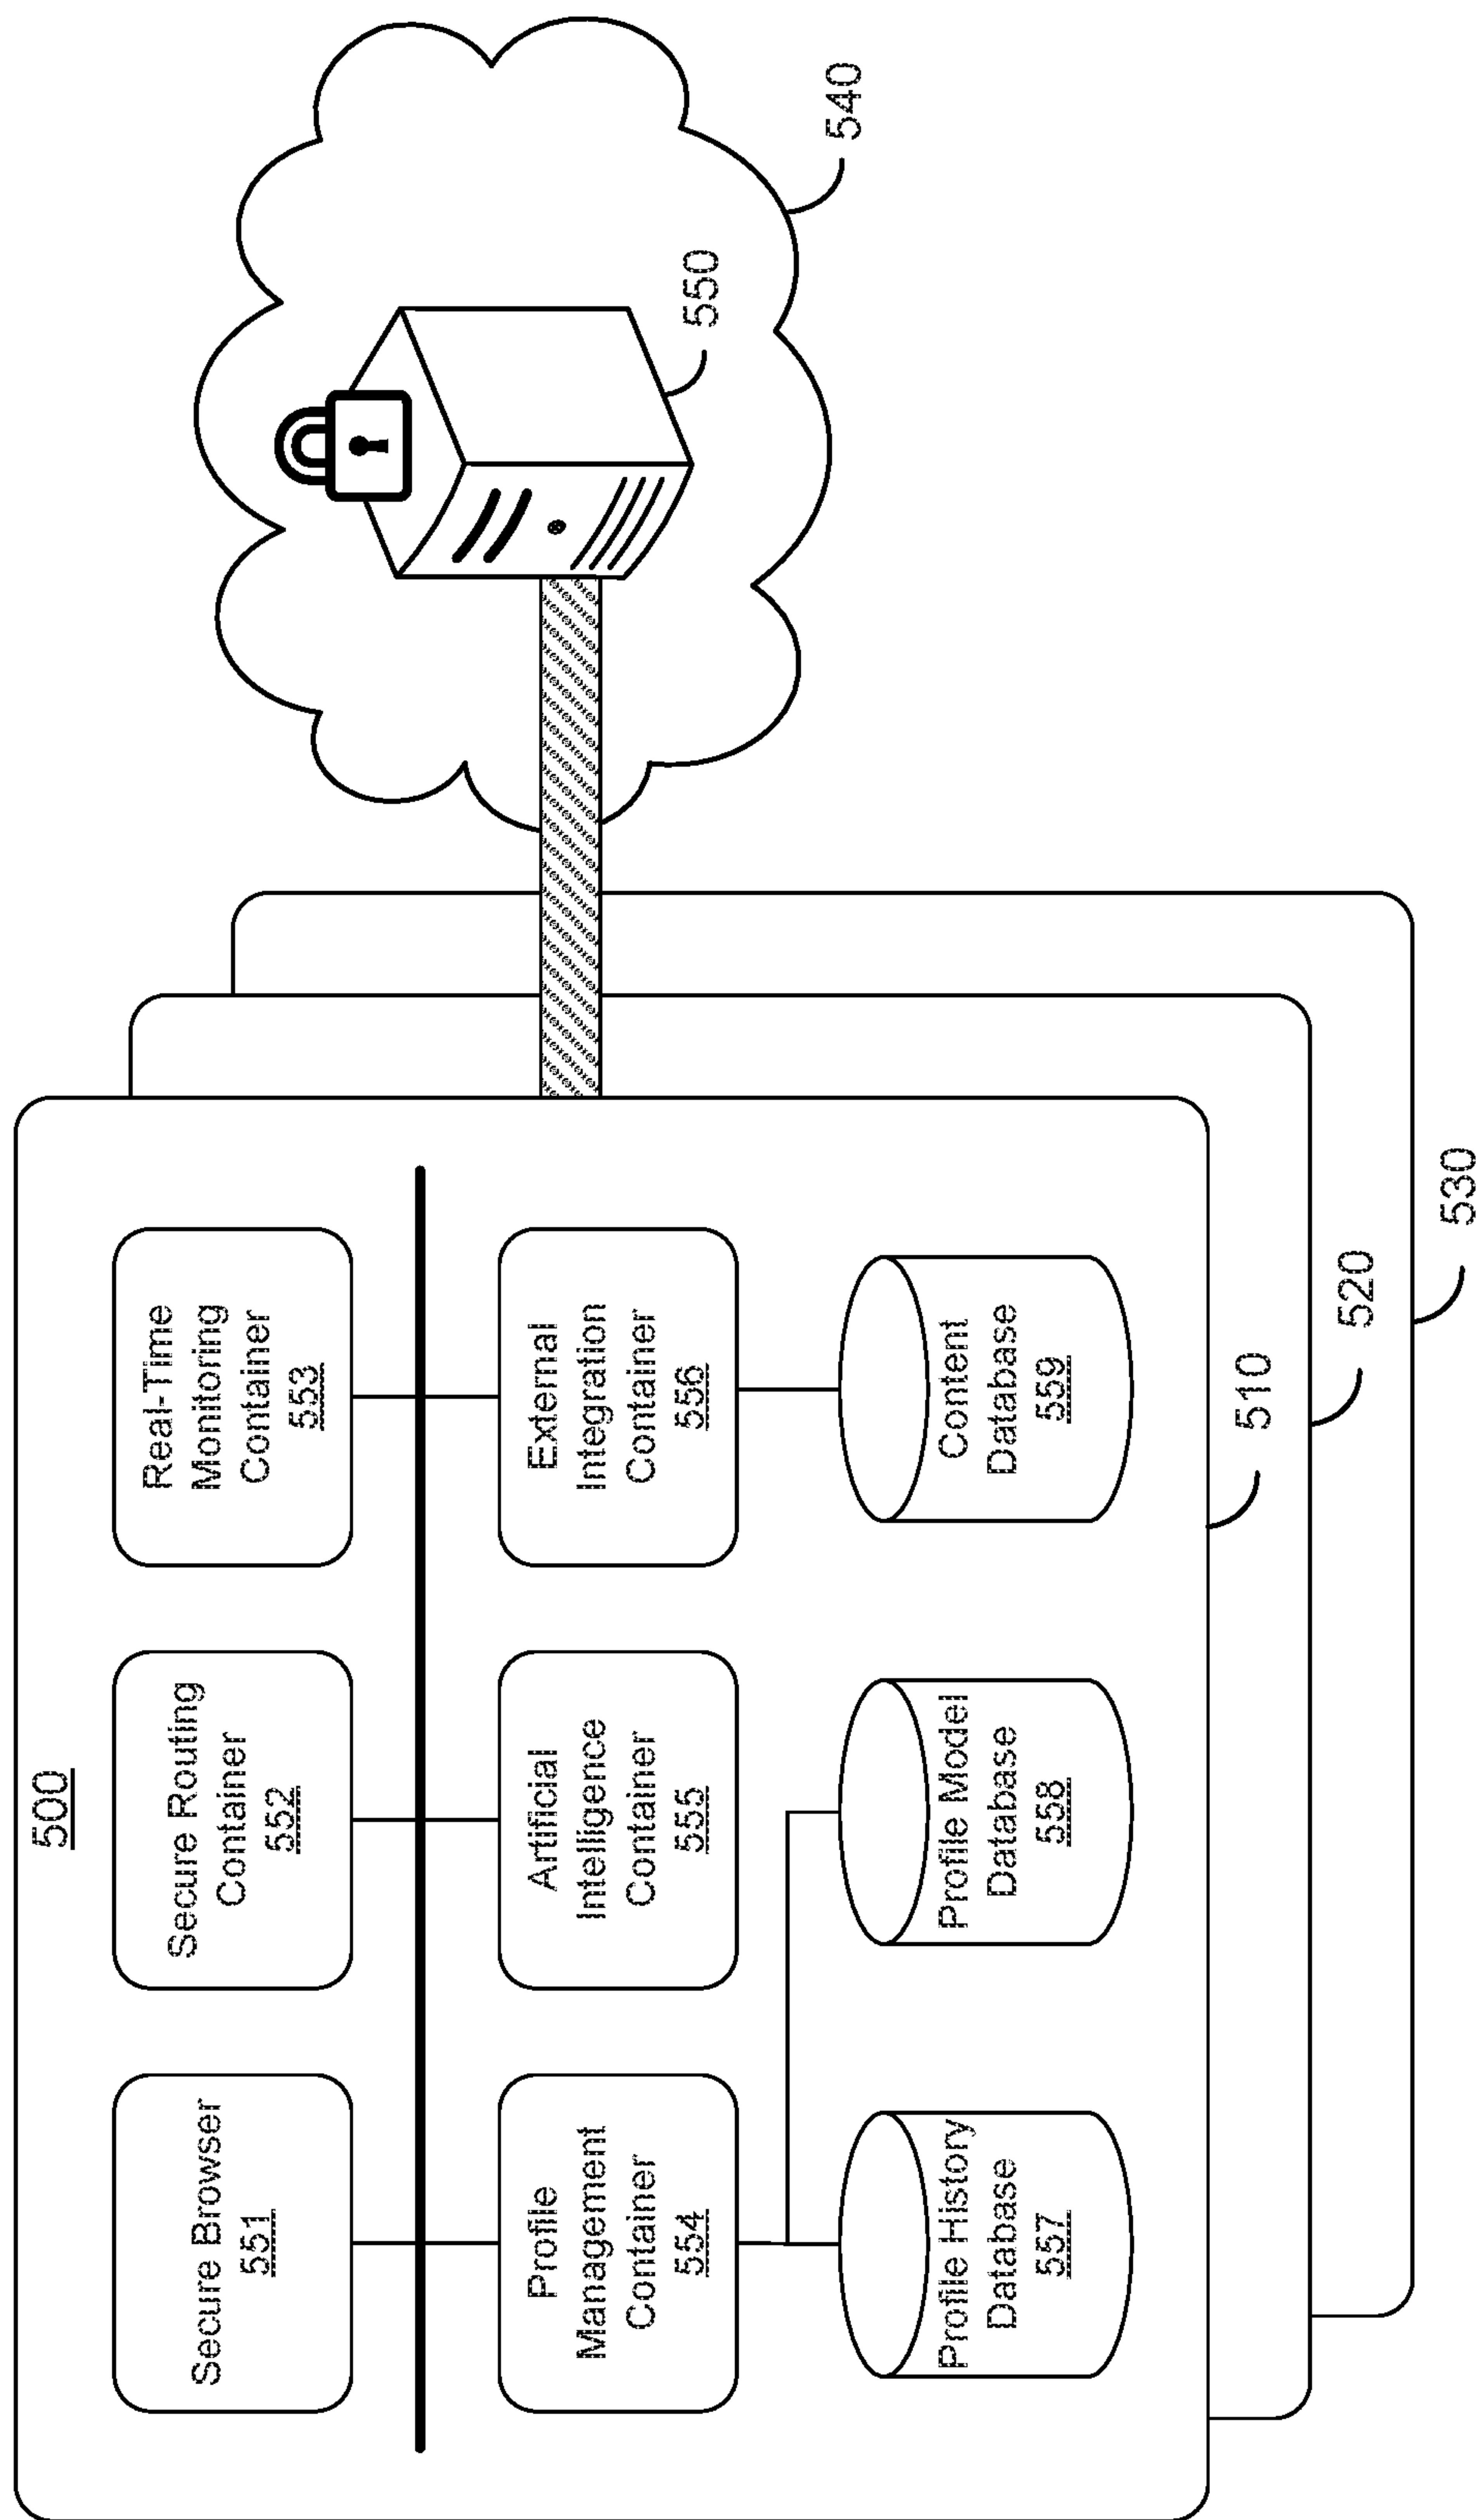 500
Secure Browser
551
Secure Routing
Container
552
Real-Time
Monitoring
Container
553
Profile
Management
Container
554
Artificial
Intelligence
Container
555
External
Integration
Container
556
Profile History
Database
557
Profile Model
Database
558
Content
Database
559
510
520
530
550
540